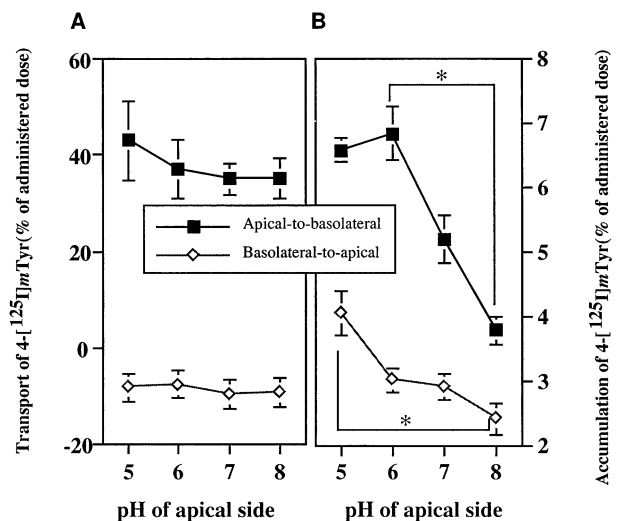 A
B
Transport of 4-[125I]mTyr(% of administered dose)
60
40
20
0
-20
5 6 7 8
pH of apical side
*
Apical-to-basolateral
Basolateral-to-apical
*
8
7
6
5
4
3
2
5 6 7 8
pH of apical side
Accumulation of 4-[125I]mTyr(% of administered dose)